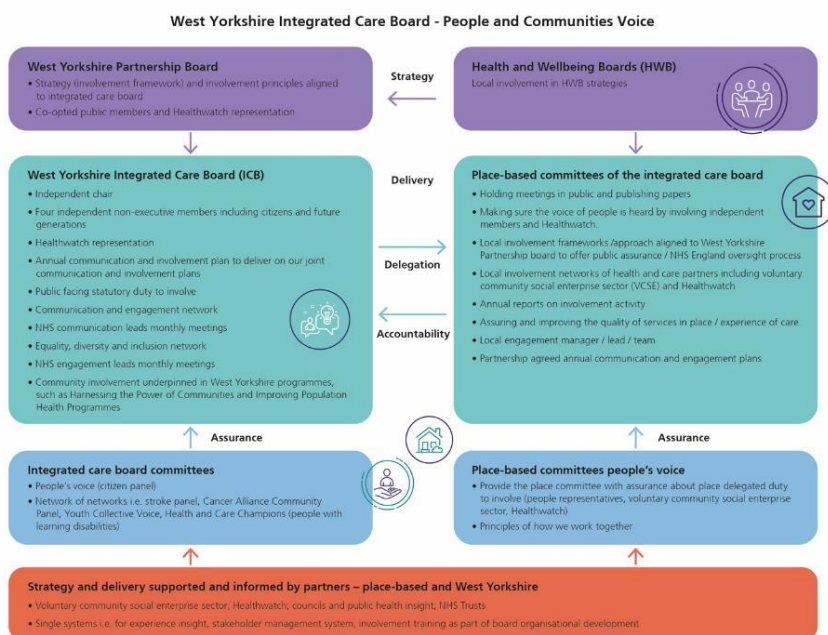 West Yorkshire Integrated Care Board - People and Communities Voice
West Yorkshire Partnership Board
• Strategy (involvement framework) and involvement principles aligned
to integrated care board
• Co-opted public members and Healthwatch representation
Strategy
Health and Wellbeing Boards (HWB)
Local involvement in HWB strategies
West Yorkshire Integrated Care Board (ICB)
• Independent chair
• Four independent non-executive members including citizens and future
generations
• Healthwatch representation
• Annual communication and involvement plan to deliver on our joint
communication and involvement plans
• Public facing statutory duty to involve
• Communication and engagement network
• NHS communication leads monthly meetings
• Equality, diversity and inclusion network
• NHS engagement leads monthly meetings
• Community involvement underpinned in West Yorkshire programmes,
such as Harnessing the Power of Communities and Improving Population
Health Programmes
Delivery
Delegation
Accountability
Place-based committees of the integrated care board
• Holding meetings in public and publishing papers
• Making sure the voice of people is heard by involving independent
members and Healthwatch.
• Local involvement frameworks /approach aligned to West Yorkshire
Partnership board to offer public assurance / NHS England oversight process
• Local involvement networks of health and care partners including voluntary
community social enterprise sector (VCSE) and Healthwatch
• Annual reports on involvement activity
• Assuring and improving the quality of services in place / experience of care.
• Local engagement manager / lead / team
• Partnership agreed annual communication and engagement plans
Assurance
Assurance
Integrated care board committees
• People's voice (citizen panel)
• Network of networks i.e. stroke panel, Cancer Alliance Community
Panel, Youth Collective Voice, Health and Care Champions (people with
learning disabilities)
Place-based committees people's voice
• Provide the place committee with assurance about place delegated duty
to involve (people representatives, voluntary community social enterprise
sector, Healthwatch)
• Principles of how we work together
Strategy and delivery supported and informed by partners – place-based and West Yorkshire
• Voluntary community social enterprise sector; Healthwatch; councils and public health insight; NHS Trusts
• Single systems i.e. for experience insight, stakeholder management system, involvement training as part of board organisational development